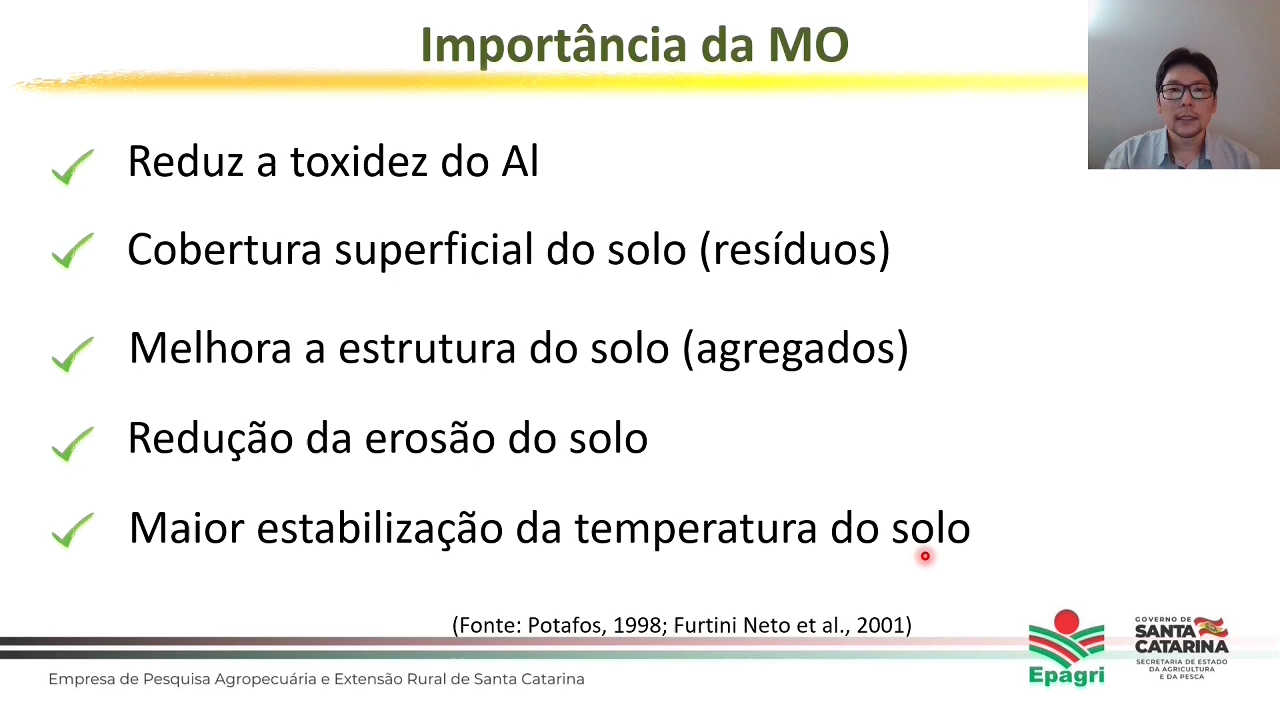 Importância da MO
Reduz a toxidez do Al
Cobertura superficial do solo (resíduos)
Melhora a estrutura do solo (agregados)
Redução da erosão do solo
Maior estabilização da temperatura do solo
(Fonte: Potafos, 1998; Furtini Neto et al., 2001)
Empresa de Pesquisa Agropecuária e Extensão Rural de Santa Catarina
Epagri
GOVERNO DE
SANTA
CATARINA
SECRETARIA DE ESTADO
DA AGRICULTURA
E DA PESCA